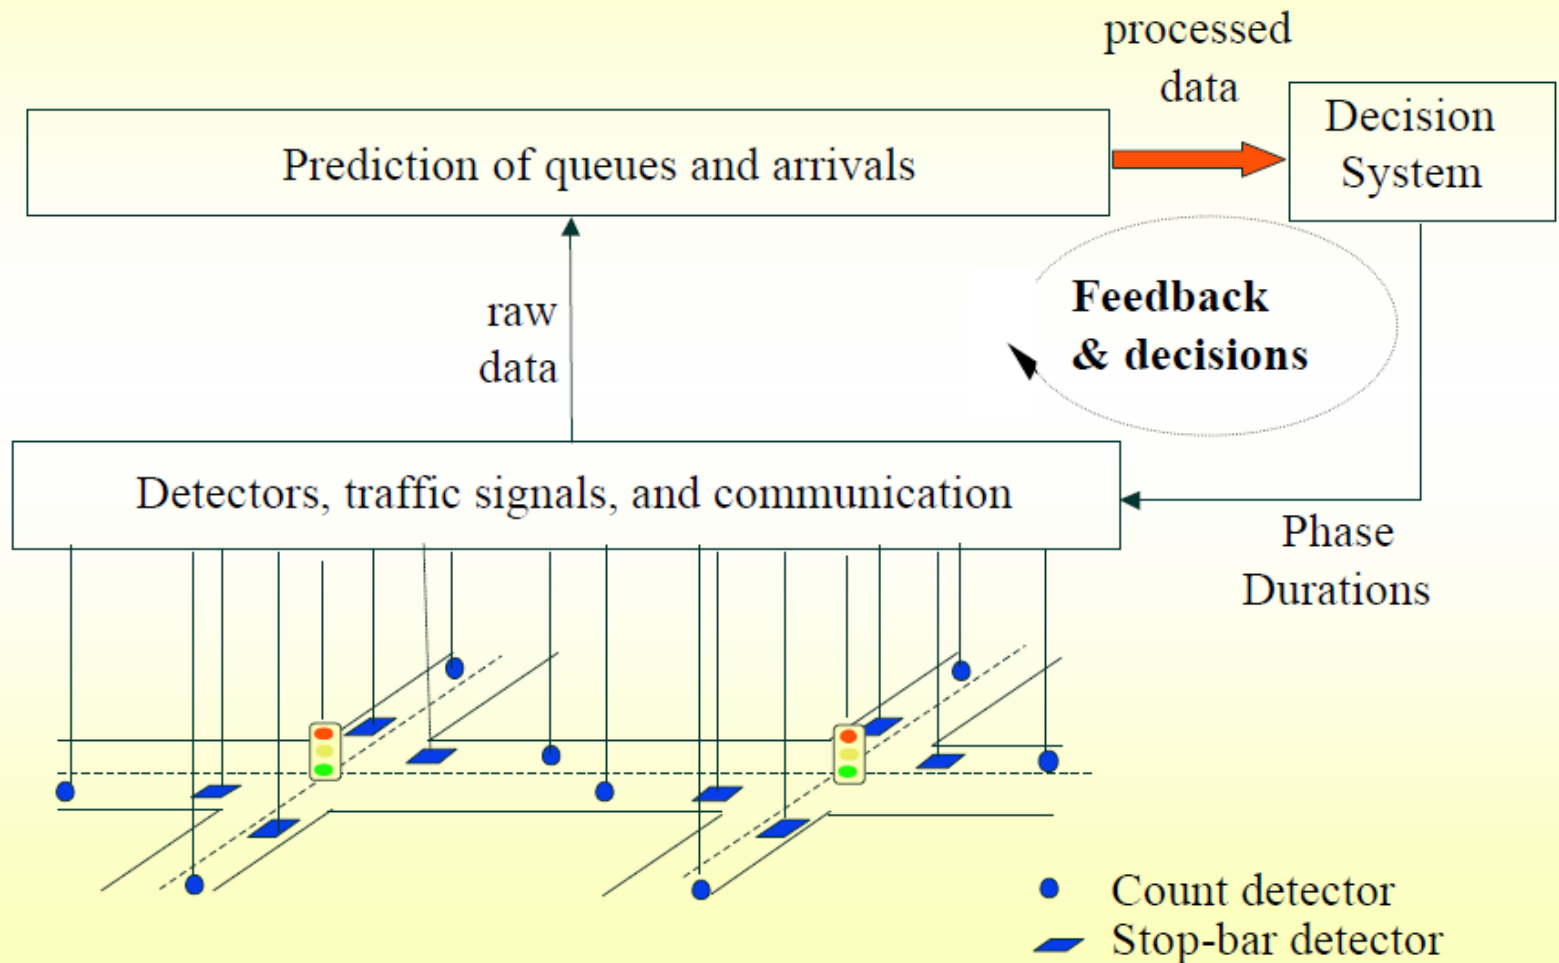 processed
data
Decision
System
Prediction of queues and arrivals
raw
data
Feedback
& decisions
Detectors, traffic signals, and communication
Phase
Durations
Count detector
Stop-bar detector